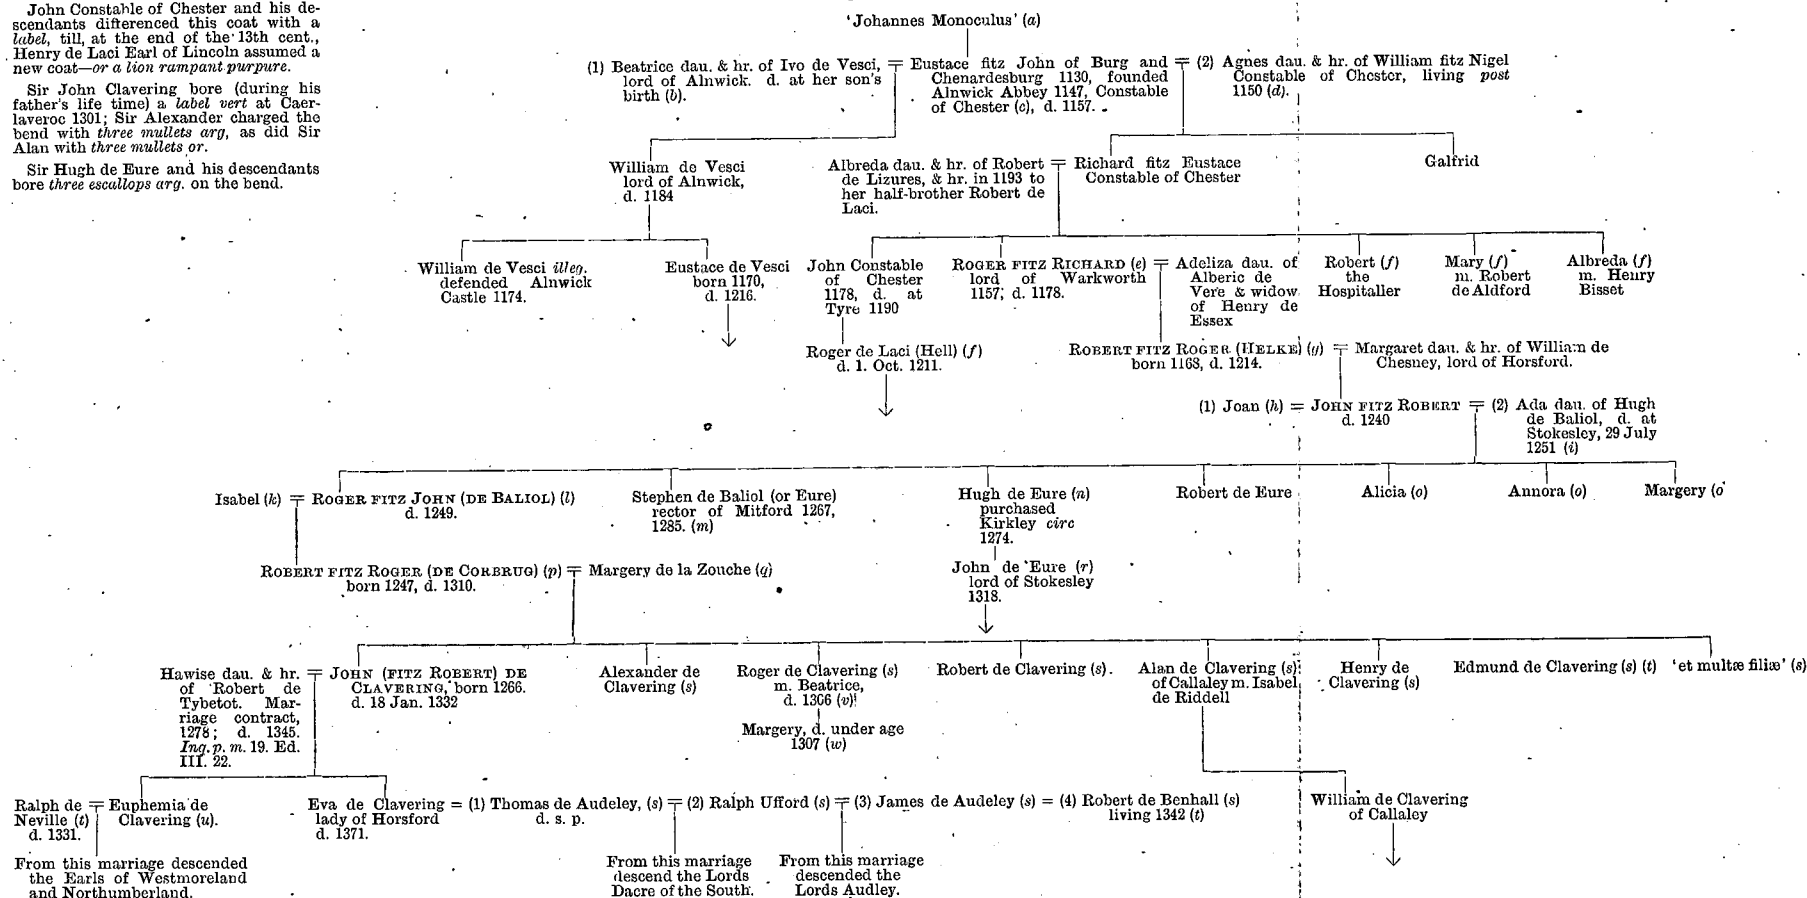 John Constable of Chester and his de-
scendants differenced this coat with a
label, till, at the end of the 13th cent.,
Henry de Laci Earl of Lincoln assumed a
new coat—or a lion rampant purpure.
Sir John Clavering bore (during his
father's life time) a label vert at Caer-
laveroc 1301; Sir Alexander charged the
bend with three mullets arg, as did Sir
Alan with three mullets or.
Sir Hugh de Eure and his descendants
bore three escallops arg. on the bend.
'Johannes Monoculus' (a)
(1) Beatrice dau. & hr. of Ivo de Vesci,
lord of Alnwick. d. at her son's
birth (b).
= Eustace fitz John of Burg and
Chenardesburg 1130, founded
Alnwick Abbey 1147, Constable
of Chester (c), d. 1157.
= (2) Agnes dau. & hr. of William fitz Nigel
Constable of Chester, living post
1150 (d).
William de Vesci
lord of Alnwick,
d. 1184
Albreda dau. & hr. of Robert
de Lizures, & hr. in 1193 to
her half-brother Robert de
Laci.
= Richard fitz Eustace
Constable of Chester
Galfrid
William de Vesci illeg.
defended Alnwick
Castle 1174.
Eustace de Vesci
born 1170,
d. 1216.
John Constable
of Chester
1178, d. at
Tyre 1190
ROGER FITZ RICHARD (e)
lord of Warkworth
1157; d. 1178.
= Adeliza dau. of
Alberic de
Vere & widow
of Henry de
Essex
Robert (f)
the
Hospitaller
Mary (f)
m. Robert
de Aldford
Albreda (f)
m. Henry
Bisset
Roger de Laci (Hell) (f)
d. 1. Oct. 1211.
ROBERT FITZ ROGER (HELKE) (g)
born 1168, d. 1214.
= Margaret dau. & hr. of William de
Chesney, lord of Horsford.
(1) Joan (h) = JOHN FITZ ROBERT
d. 1240
= (2) Ada dau. of Hugh
de Baliol, d. at
Stokesley, 29 July
1251 (i)
Isabel (k) = ROGER FITZ JOHN (DE BALIOL) (l)
d. 1249.
Stephen de Baliol (or Eure)
rector of Mitford 1267,
1285. (m)
Hugh de Eure (n)
purchased
Kirkley circ
1274.
Robert de Eure
Alicia (o)
Annora (o)
Margery (o
ROBERT FITZ ROGER (DE CORBRUG) (p) = Margery de la Zouche (q)
born 1247, d. 1310.
John de Eure (r)
lord of Stokesley
1318.
Hawise dau. & hr.
of Robert de
Tybetot. Mar-
riage contract,
1278; d. 1345.
Inq. p. m. 19. Ed.
III. 22.
= JOHN (FITZ ROBERT) DE
CLAVERING, born 1266.
d. 18 Jan. 1332
Alexander de
Clavering (s)
Roger de Clavering (s)
m. Beatrice,
d. 1306 (v)
Margery, d. under age
1307 (w)
Robert de Clavering (s).
Alan de Clavering (s)
of Callaley m. Isabel
de Riddell
Henry de
Clavering (s)
Edmund de Clavering (s) (t)
'et multæ filiæ' (s)
Ralph de
Neville (t)
d. 1331.
= Euphemia de
Clavering (u).
Eva de Clavering
lady of Horsford
d. 1371.
= (1) Thomas de Audeley, (s)
d. s. p.
= (2) Ralph Ufford (s) = (3) James de Audeley (s) = (4) Robert de Benhall (s)
living 1342 (t)
William de Clavering
of Callaley
From this marriage descended
the Earls of Westmoreland
and Northumberland.
From this marriage
descend the Lords
Dacre of the South.
From this marriage
descended the
Lords Audley.